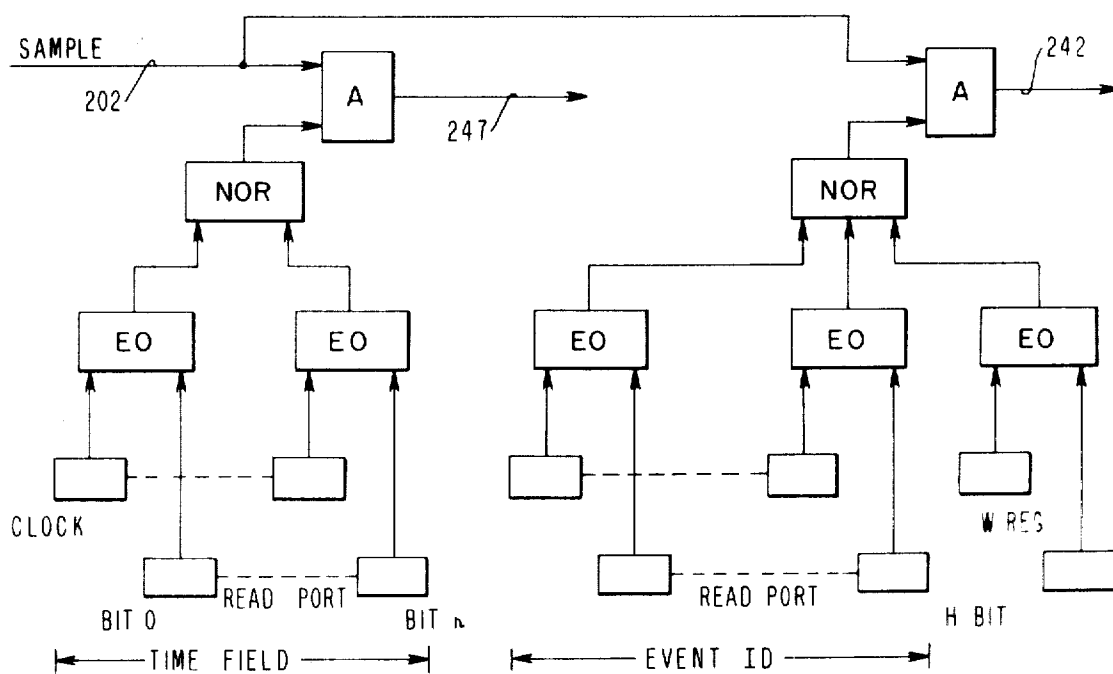 SAMPLE
202
A
247
A
242
NOR
NOR
EO
EO
EO
EO
EO
CLOCK
W REG
BIT 0
READ PORT
BIT n
READ PORT
H BIT
TIME FIELD
EVENT ID